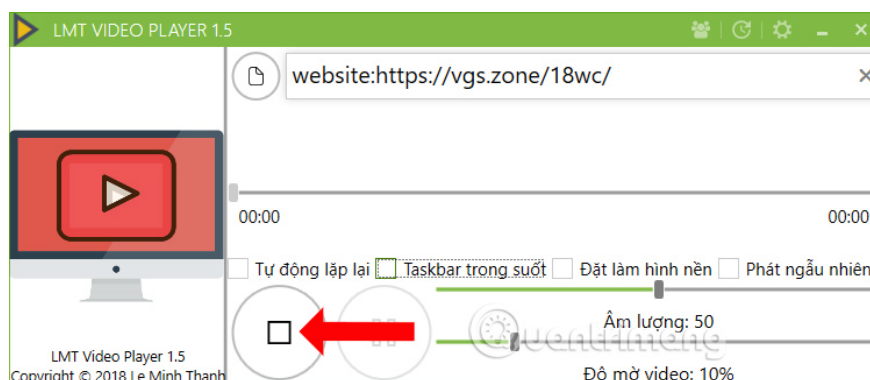 LMT VIDEO PLAYER 1.5
website:https://vgs.zone/18wc/
00:00 00:00
Tự động lặp lại Taskbar trong suốt Đặt làm hình nền Phát ngẫu nhiên
Âm lượng: 50
Quantrimang
Độ mờ video: 10%
LMT Video Player 1.5
Copyright © 2018 Le Minh Thanh